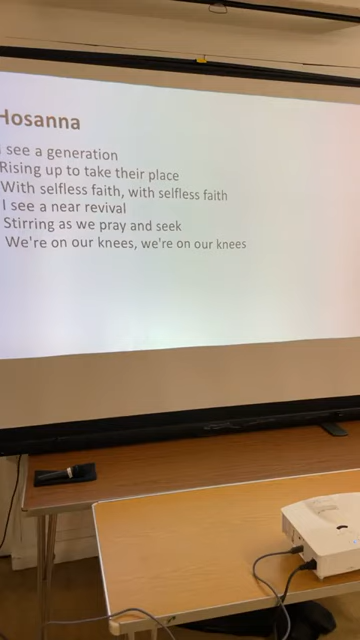 Hosanna
I see a generation
Rising up to take their place
With selfless faith, with selfless faith
I see a near revival
Stirring as we pray and seek
We're on our knees, we're on our knees